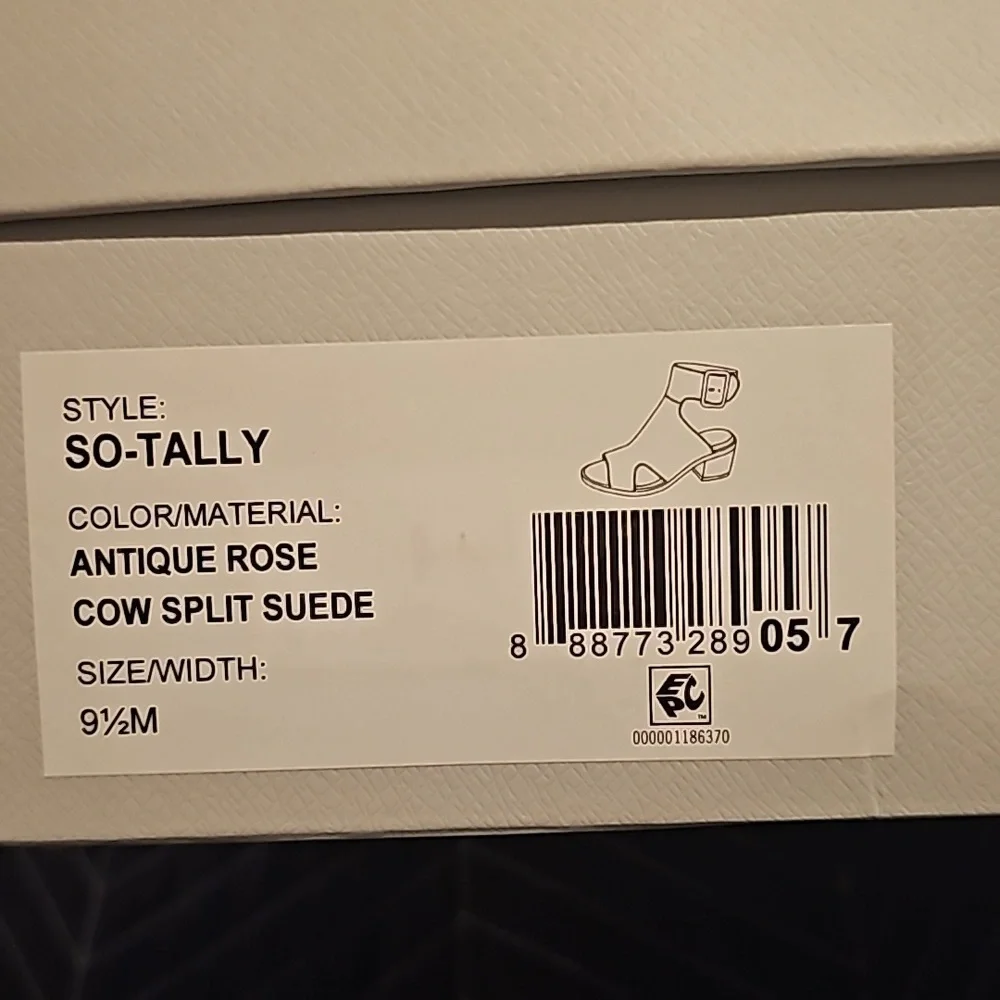 STYLE:
SO-TALLY
COLOR/MATERIAL:
ANTIQUE ROSE
COW SPLIT SUEDE
SIZE/WIDTH:
9½M
8 88773 289 05 7
EPC™
000001186370